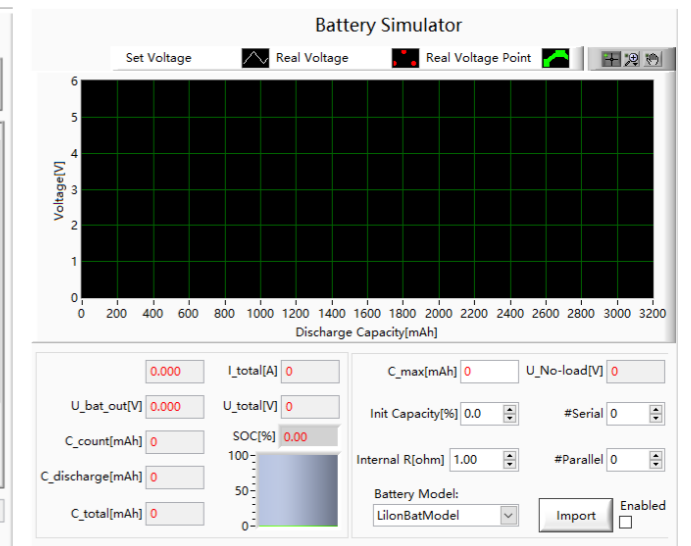 Battery Simulator
Set Voltage Real Voltage Real Voltage Point
6
5
4
3
2
1
0
Voltage[V]
0 200 400 600 800 1000 1200 1400 1600 1800 2000 2200 2400 2600 2800 3000 3200
Discharge Capacity[mAh]
0.000 I_total[A] 0
U_bat_out[V] 0.000 U_total[V] 0
C_count[mAh] 0 SOC[%] 0.00
C_discharge[mAh] 0
C_total[mAh] 0
100
50
0
C_max[mAh] 0 U_No-load[V] 0
Init Capacity[%] 0.0 #Serial 0
Internal R[ohm] 1.00 #Parallel 0
Battery Model:
LiIonBatModel Import Enabled